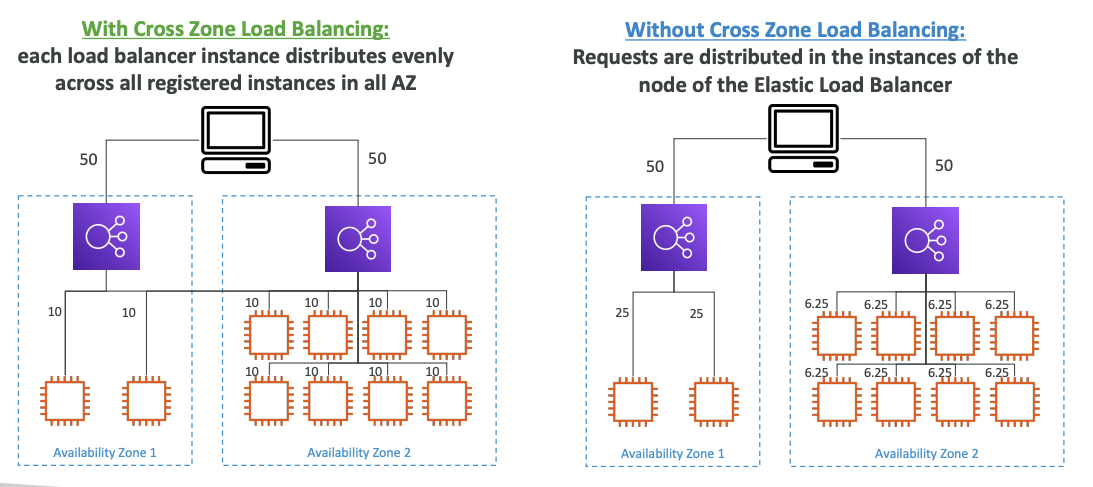 With Cross Zone Load Balancing:
each load balancer instance distributes evenly
across all registered instances in all AZ
50
50
10
10
10
10
10
10
10
10
10
10
Availability Zone 1
Availability Zone 2
Without Cross Zone Load Balancing:
Requests are distributed in the instances of the
node of the Elastic Load Balancer
50
50
25
25
6.25
6.25
6.25
6.25
6.25
6.25
6.25
6.25
Availability Zone 1
Availability Zone 2